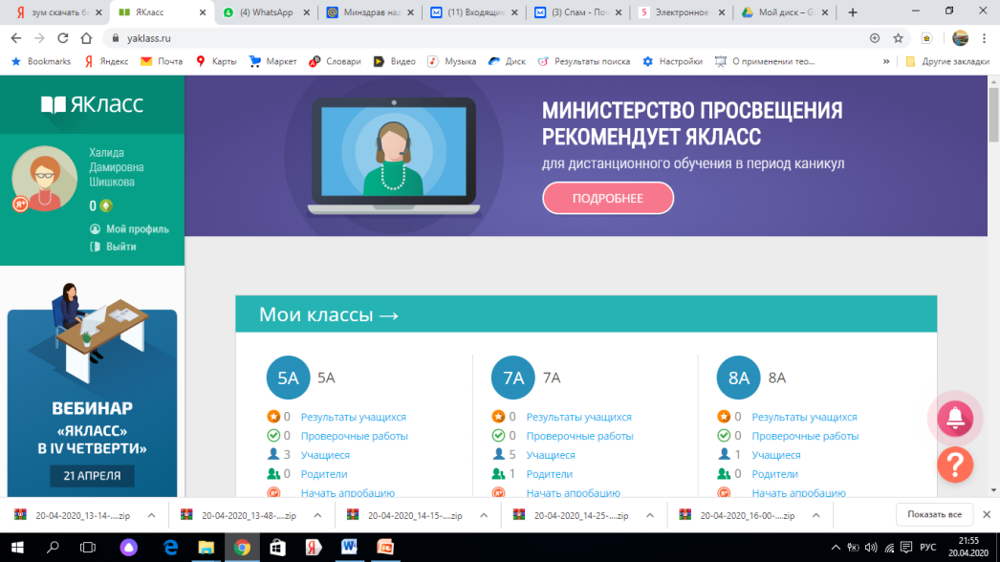 зум скачать бе
ЯКласс
(4) WhatsApp
Минздрав над
(11) Входящие
(3) Спам - Поч
Электронное
Мой диск – Go
yaklass.ru
Bookmarks
Яндекс
Почта
Карты
Маркет
Словари
Видео
Музыка
Диск
Результаты поиска
Настройки
О применении тео...
»
Другие закладки
ЯКласс
Халида
Дамировна
Шишкова
Я+
0
Мой профиль
Выйти
ВЕБИНАР
«ЯКЛАСС»
В IV ЧЕТВЕРТИ»
21 АПРЕЛЯ
МИНИСТЕРСТВО ПРОСВЕЩЕНИЯ
РЕКОМЕНДУЕТ ЯКЛАСС
для дистанционного обучения в период каникул
ПОДРОБНЕЕ
Мои классы →
5А 5А
0 Результаты учащихся
0 Проверочные работы
3 Учащиеся
0 Родители
Начать апробацию
7А 7А
0 Результаты учащихся
0 Проверочные работы
5 Учащиеся
1 Родители
Начать апробацию
8А 8А
0 Результаты учащихся
0 Проверочные работы
1 Учащиеся
0 Родители
Начать апробацию
?
20-04-2020_13-14-....zip
20-04-2020_13-48-....zip
20-04-2020_14-15-....zip
20-04-2020_14-25-....zip
20-04-2020_16-00-....zip
Показать все
РУС
21:55
20.04.2020